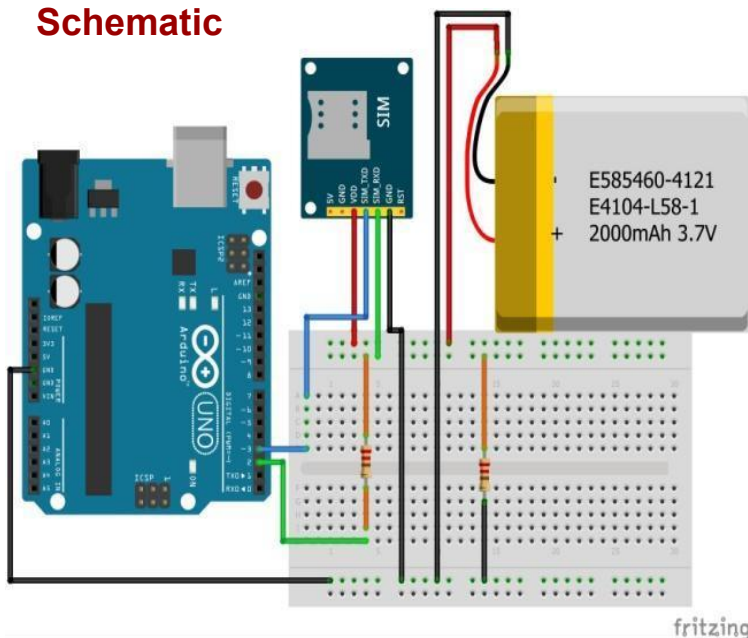 Schematic
SIM
5V
GND
VDD
SIM_TXD
SIM_RXD
GND
RST
E585460-4121
E4104-L58-1
- +
2000mAh 3.7V
RESET
ICSP2
AREF
GND
13
12
~11
~10
~9
8
7
~6
~5
4
~3
2
TXD▸1
RXD◂0
DIGITAL (PWM=~)
L
TX
RX
Arduino™
UNO
ON
ICSP
IOREF
RESET
3V3
5V
GND
GND
VIN
POWER
A0
A1
A2
A3
A4
A5
ANALOG IN
fritzing